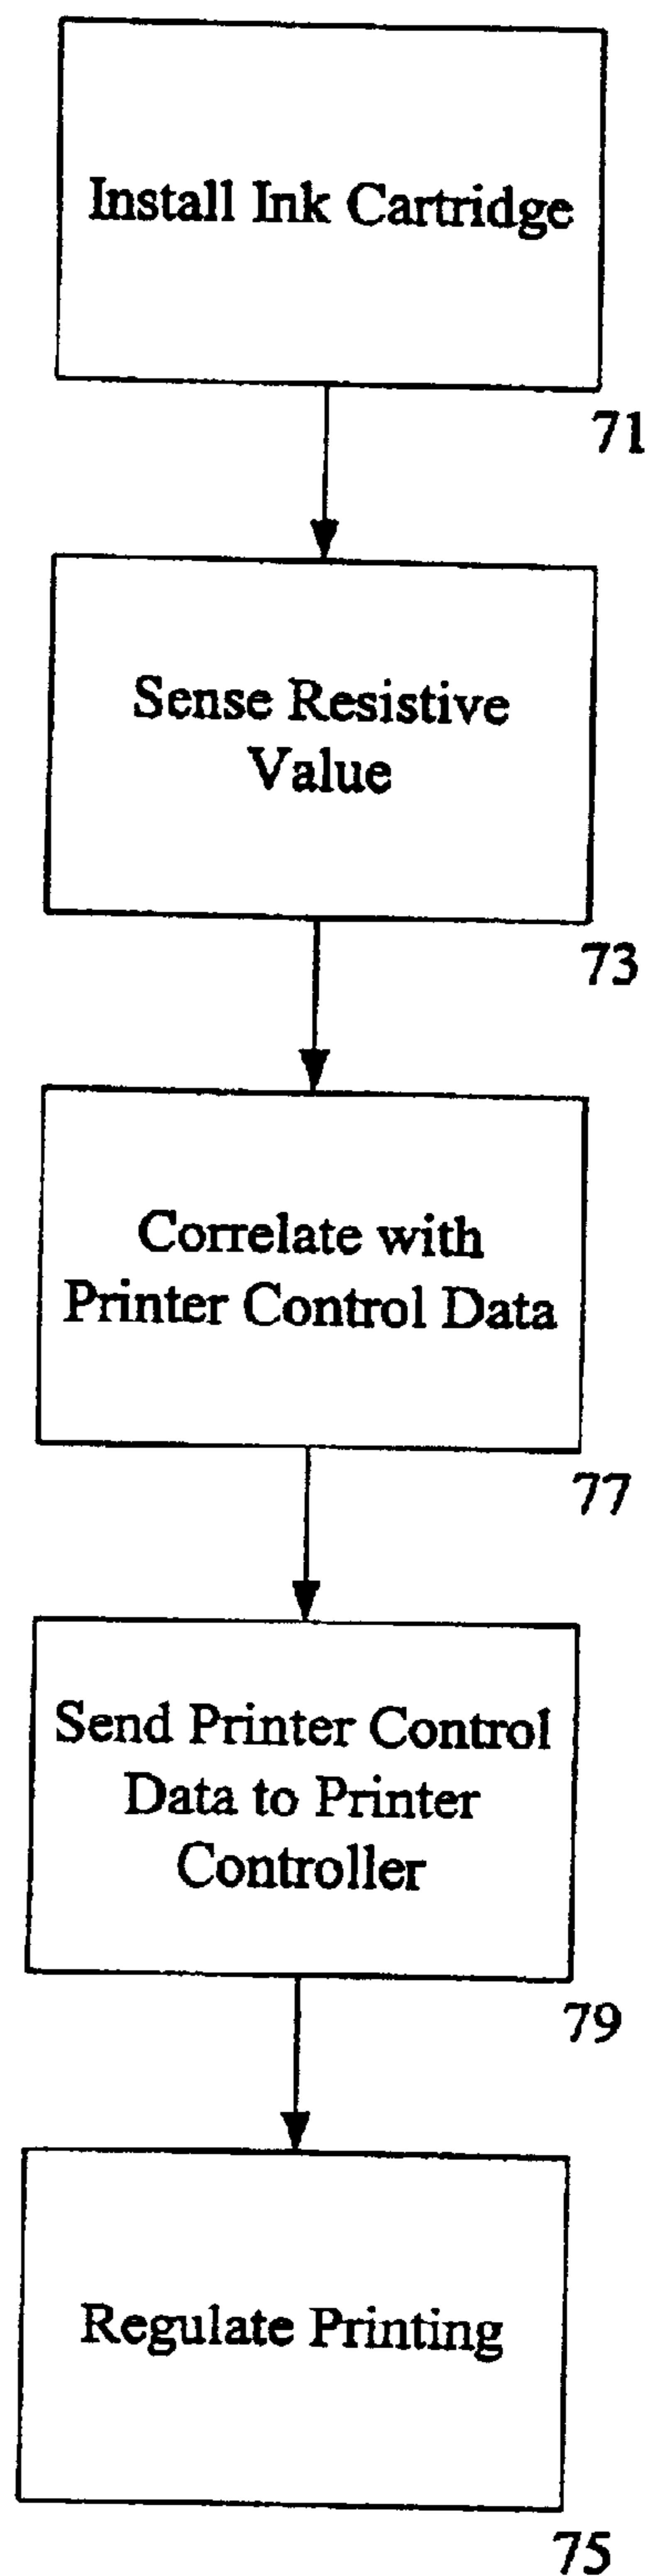 Install Ink Cartridge
71
Sense Resistive
Value
73
Correlate with
Printer Control Data
77
Send Printer Control
Data to Printer
Controller
79
Regulate Printing
75